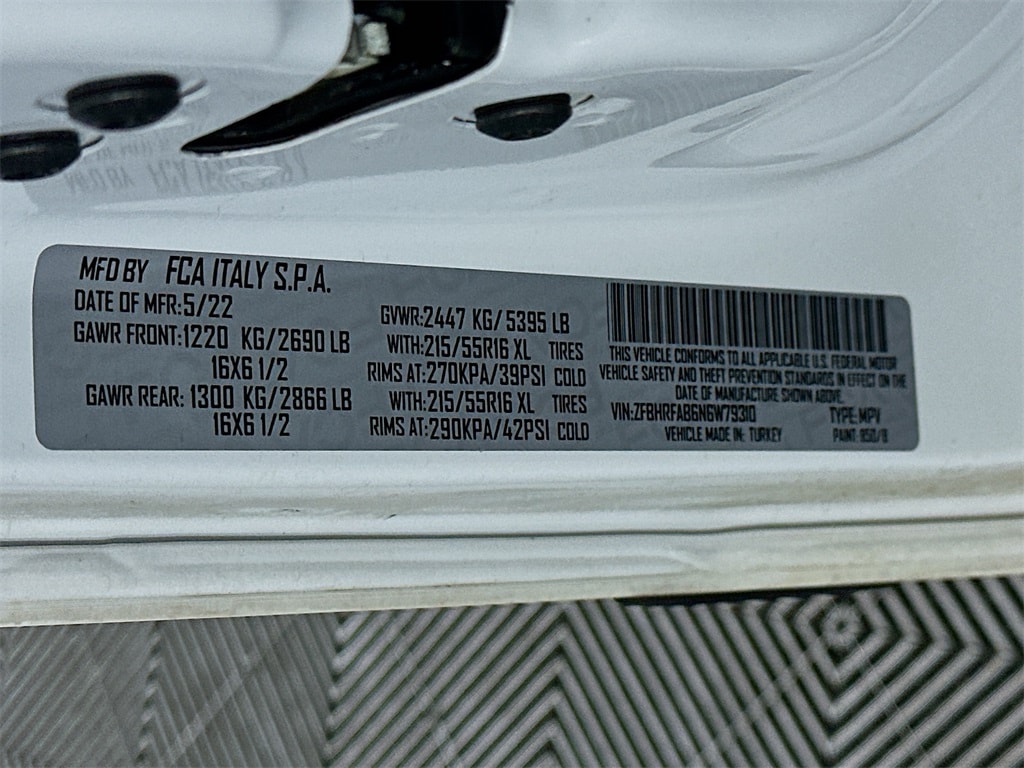 MFD BY FCA ITALY S.P.A.
DATE OF MFR:5/22
GAWR FRONT:1220 KG/2690 LB
16X6 1/2
GAWR REAR: 1300 KG/2866 LB
16X6 1/2
GVWR:2447 KG/5395 LB
WITH:215/55R16 XL TIRES
RIMS AT:270KPA/39PSI COLD
WITH:215/55R16 XL TIRES
RIMS AT:290KPA/42PSI COLD
THIS VEHICLE CONFORMS TO ALL APPLICABLE U.S. FEDERAL MOTOR
VEHICLE SAFETY AND THEFT PREVENTION STANDARDS IN EFFECT ON THE
DATE OF MANUFACTURE SHOWN ABOVE.
VIN:ZFBHRFAB6N6W79310 TYPE:MPV
VEHICLE MADE IN: TURKEY PAINT: 950/B